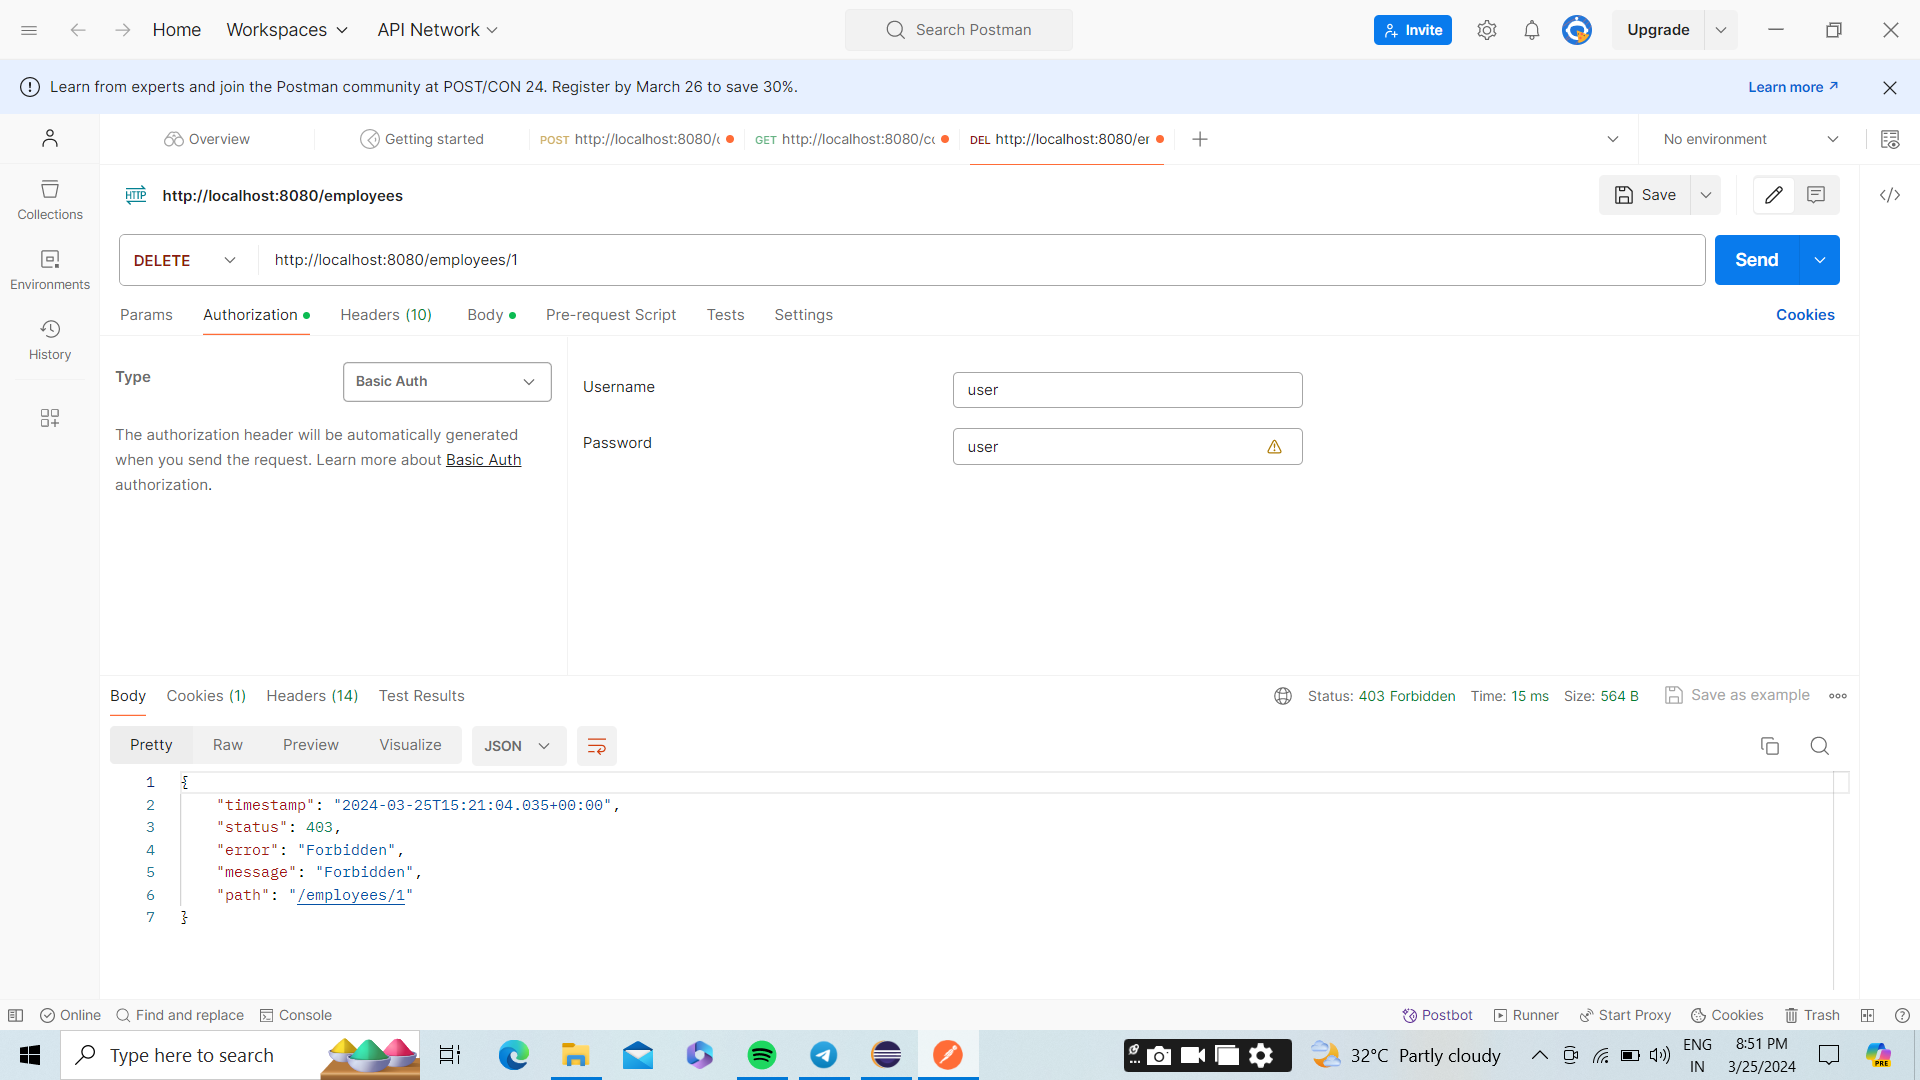 Home
Workspaces
API Network
Search Postman
Invite
Upgrade
Learn from experts and join the Postman community at POST/CON 24. Register by March 26 to save 30%.
Learn more
Overview
Getting started
POST http://localhost:8080/
GET http://localhost:8080/cc
DEL http://localhost:8080/er
No environment
HTTP
http://localhost:8080/employees
Save
Collections
Environments
History
DELETE
http://localhost:8080/employees/1
Send
Params
Authorization
Headers (10)
Body
Pre-request Script
Tests
Settings
Cookies
Type
Basic Auth
The authorization header will be automatically generated
when you send the request. Learn more about Basic Auth
authorization.
Username
user
Password
user
Body
Cookies (1)
Headers (14)
Test Results
Status: 403 Forbidden
Time: 15 ms
Size: 564 B
Save as example
Pretty
Raw
Preview
Visualize
JSON
1 {
2 "timestamp": "2024-03-25T15:21:04.035+00:00",
3 "status": 403,
4 "error": "Forbidden",
5 "message": "Forbidden",
6 "path": "/employees/1"
7 }
Online
Find and replace
Console
Postbot
Runner
Start Proxy
Cookies
Trash
Type here to search
32°C Partly cloudy
ENG
IN
8:51 PM
3/25/2024
PRE